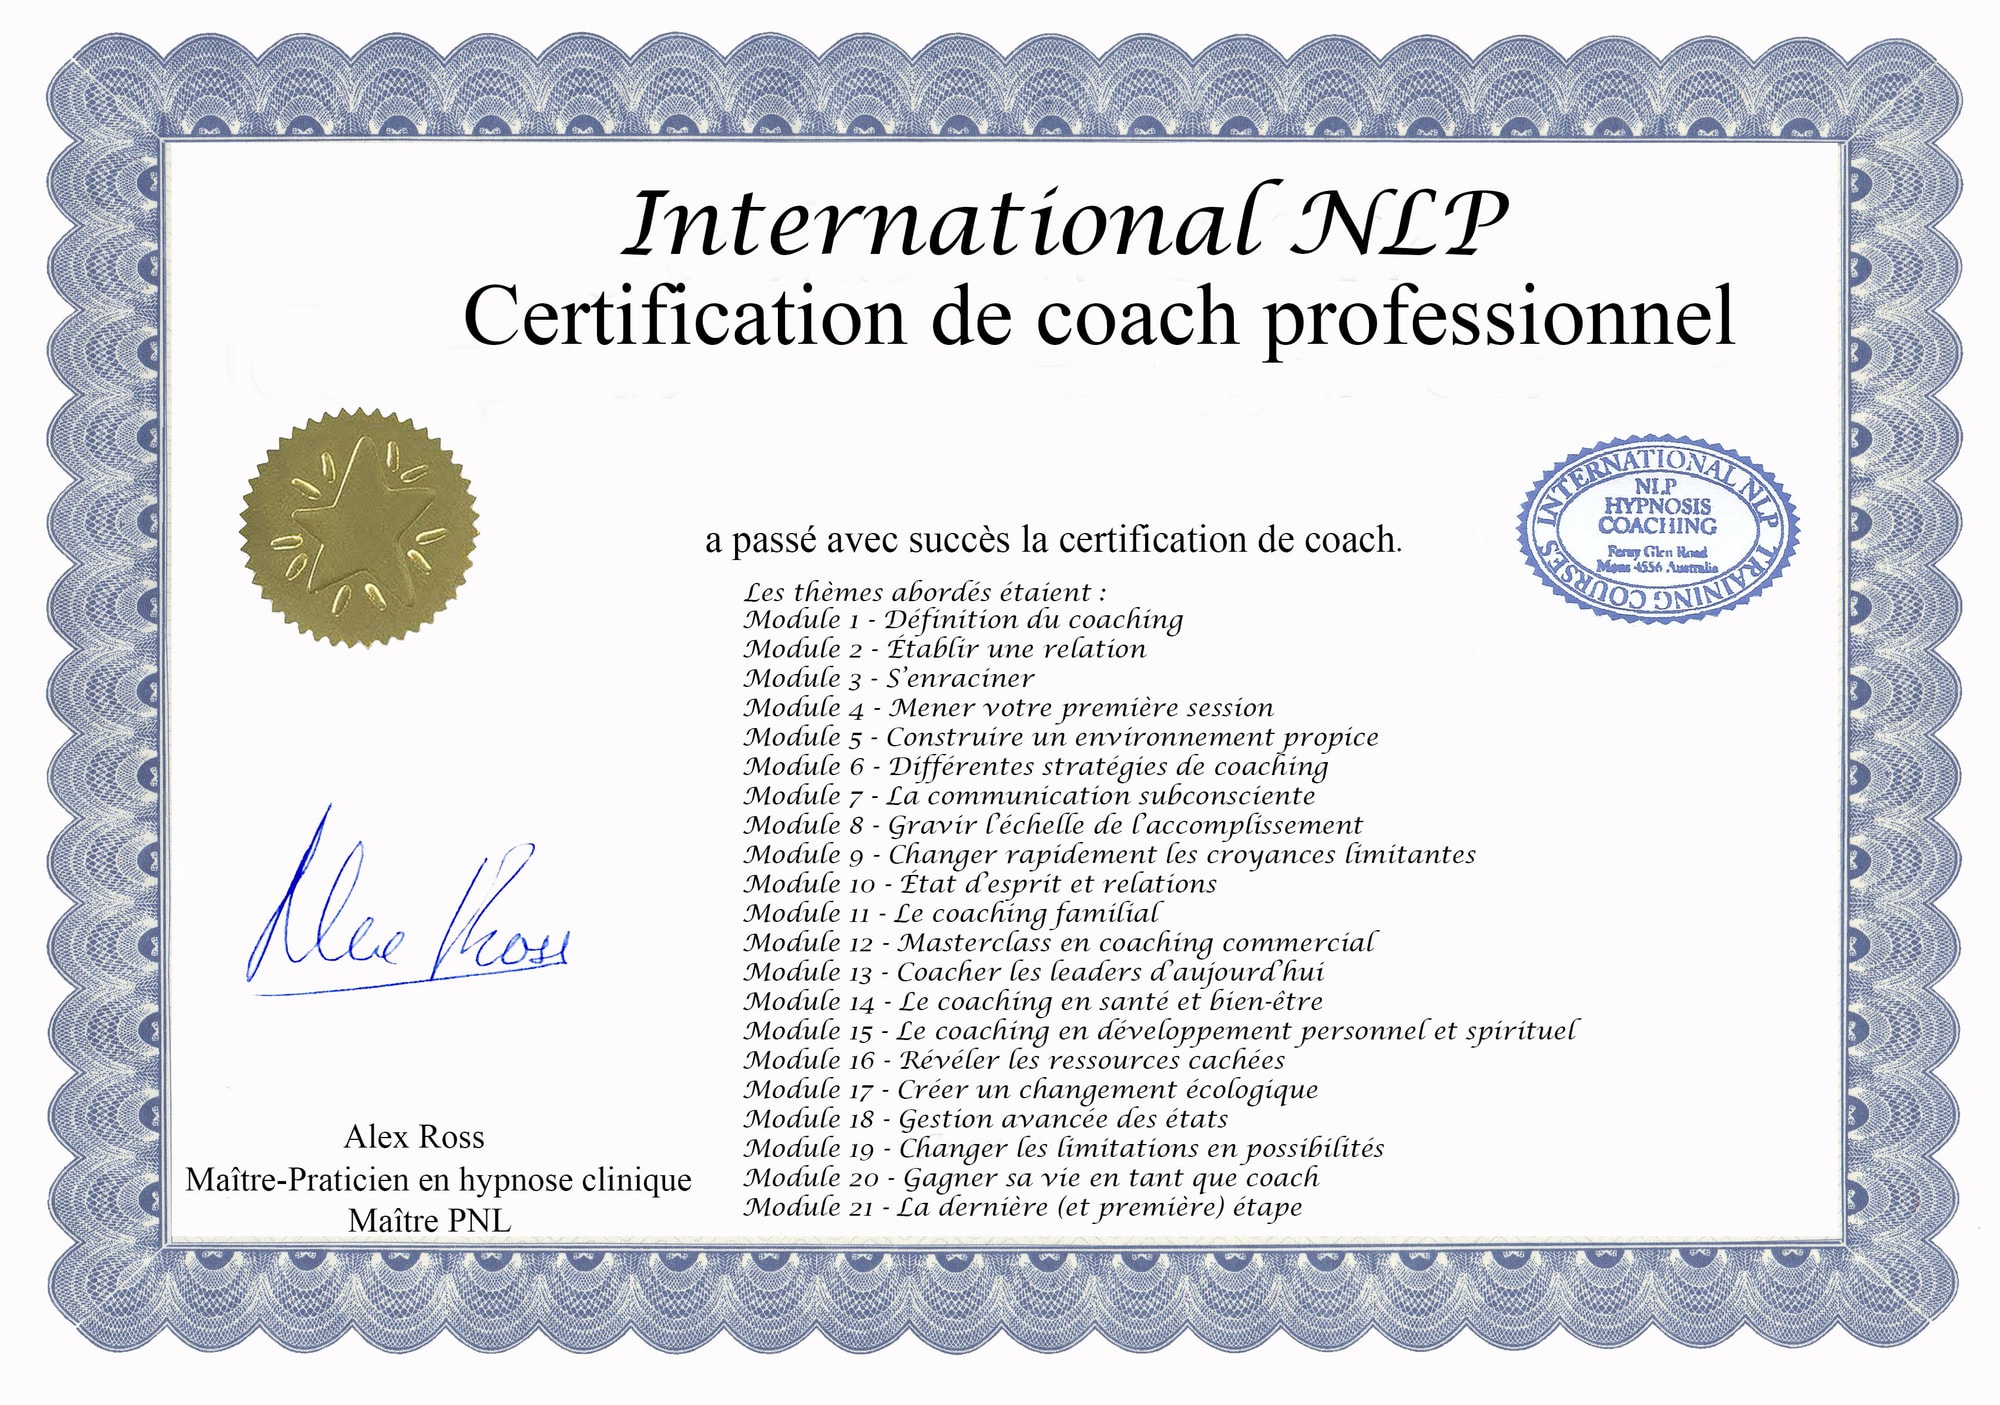 International NLP
Certification de coach professionnel
a passé avec succès la certification de coach.
INTERNATIONAL NLP TRAINING COURSES
NLP
HYPNOSIS
COACHING
Ferny Glen Road
Mons 4556 Australia
Les thèmes abordés étaient :
Module 1 - Définition du coaching
Module 2 - Établir une relation
Module 3 - S'enraciner
Module 4 - Mener votre première session
Module 5 - Construire un environnement propice
Module 6 - Différentes stratégies de coaching
Module 7 - La communication subconsciente
Module 8 - Gravir l'échelle de l'accomplissement
Module 9 - Changer rapidement les croyances limitantes
Module 10 - État d'esprit et relations
Module 11 - Le coaching familial
Module 12 - Masterclass en coaching commercial
Module 13 - Coacher les leaders d'aujourd'hui
Module 14 - Le coaching en santé et bien-être
Module 15 - Le coaching en développement personnel et spirituel
Module 16 - Révéler les ressources cachées
Module 17 - Créer un changement écologique
Module 18 - Gestion avancée des états
Module 19 - Changer les limitations en possibilités
Module 20 - Gagner sa vie en tant que coach
Module 21 - La dernière (et première) étape
Alex Ross
Alex Ross
Maître-Praticien en hypnose clinique
Maître PNL